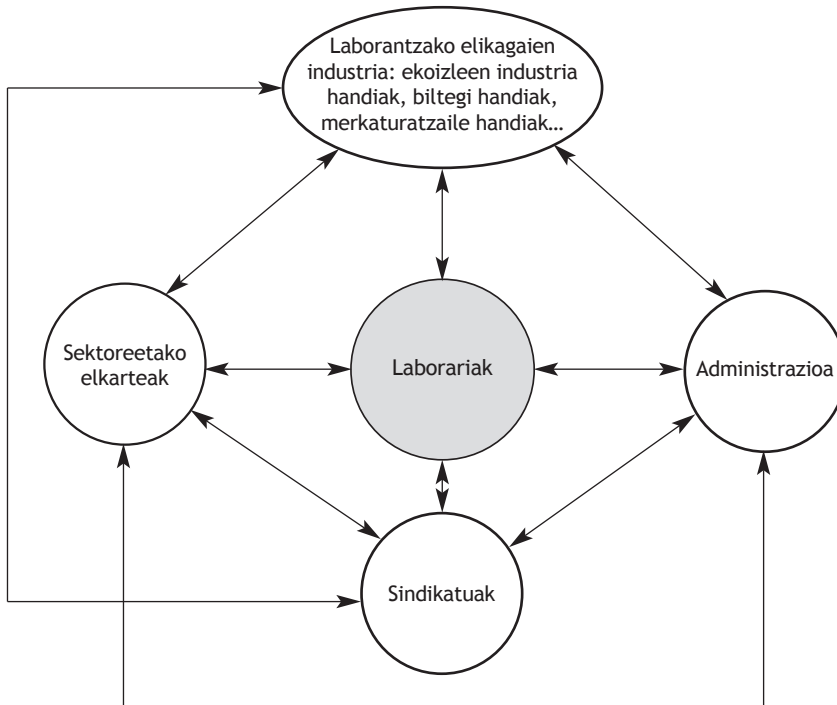 Laborantzako elikagaien
industria: ekoizleen industria
handiak, biltegi handiak,
merkaturatzaile handiak…
Sektoreetako
elkarteak
Laborariak
Administrazioa
Sindikatuak